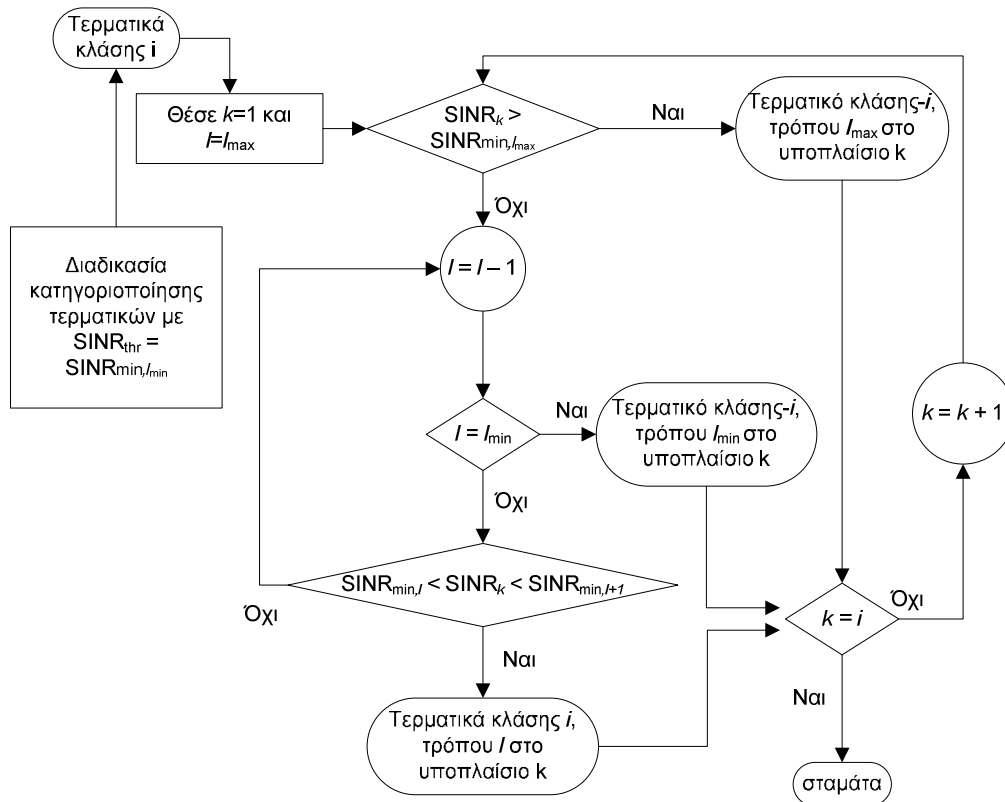 Τερματικά
κλάσης i
Θέσε k=1 και
l=lmax
SINRk >
SINRmin,lmax
Ναι
Τερματικό κλάσης-i,
τρόπου lmax στο
υποπλαίσιο k
Όχι
l = l – 1
Διαδικασία
κατηγοριοποίησης
τερματικών με
SINRthr =
SINRmin,lmin
l = lmin
Ναι
Τερματικό κλάσης-i,
τρόπου lmin στο
υποπλαίσιο k
k = k + 1
Όχι
SINRmin,l < SINRk < SINRmin,l+1
Όχι
k = i
Όχι
Ναι
Ναι
Τερματικά κλάσης i,
τρόπου l στο
υποπλαίσιο k
σταμάτα